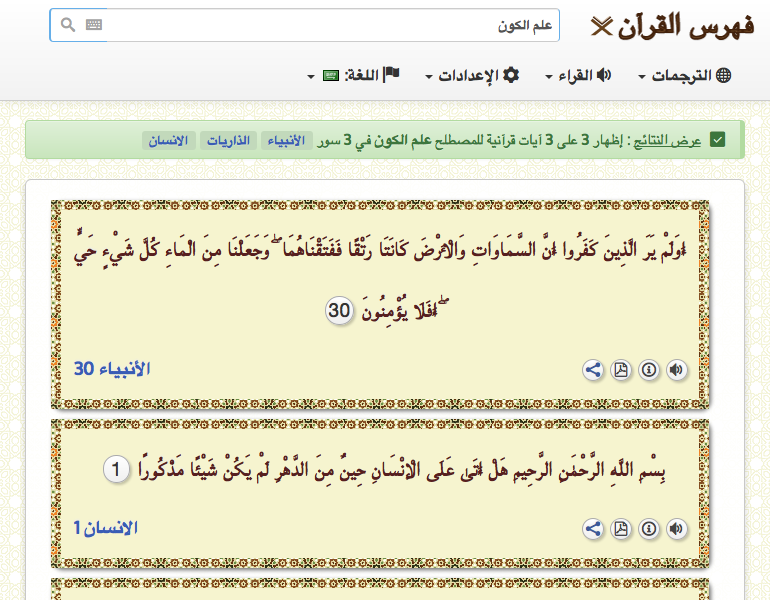 فهرس القرآن
علم الكون
الترجمات
القراء
الإعدادات
اللغة:
عرض النتائج : إظهار 3 على 3 آيات قرآنية للمصطلح علم الكون في 3 سور الأنبياء الذاريات الانسان
أَوَلَمْ يَرَ الَّذِينَ كَفَرُوا أَنَّ السَّمَاوَاتِ وَالْأَرْضَ كَانَتَا رَتْقًا فَفَتَقْنَاهُمَا ۖ وَجَعَلْنَا مِنَ الْمَاءِ كُلَّ شَيْءٍ حَيٍّ
ۖ أَفَلَا يُؤْمِنُونَ 30
الأنبياء 30
بِسْمِ اللَّهِ الرَّحْمَٰنِ الرَّحِيمِ هَلْ أَتَىٰ عَلَى الْإِنْسَانِ حِينٌ مِنَ الدَّهْرِ لَمْ يَكُنْ شَيْئًا مَذْكُورًا 1
الانسان 1